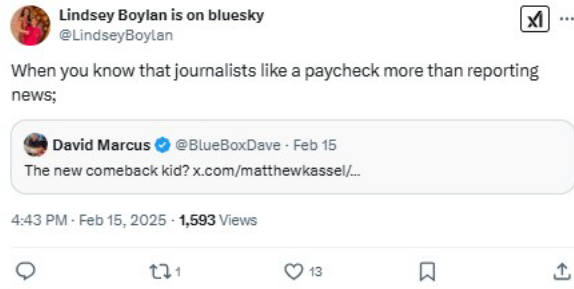 Lindsey Boylan is on bluesky
@LindseyBoylan
When you know that journalists like a paycheck more than reporting
news;
David Marcus @BlueBoxDave · Feb 15
The new comeback kid? x.com/matthewkassel/...
4:43 PM · Feb 15, 2025 · 1,593 Views
1 13